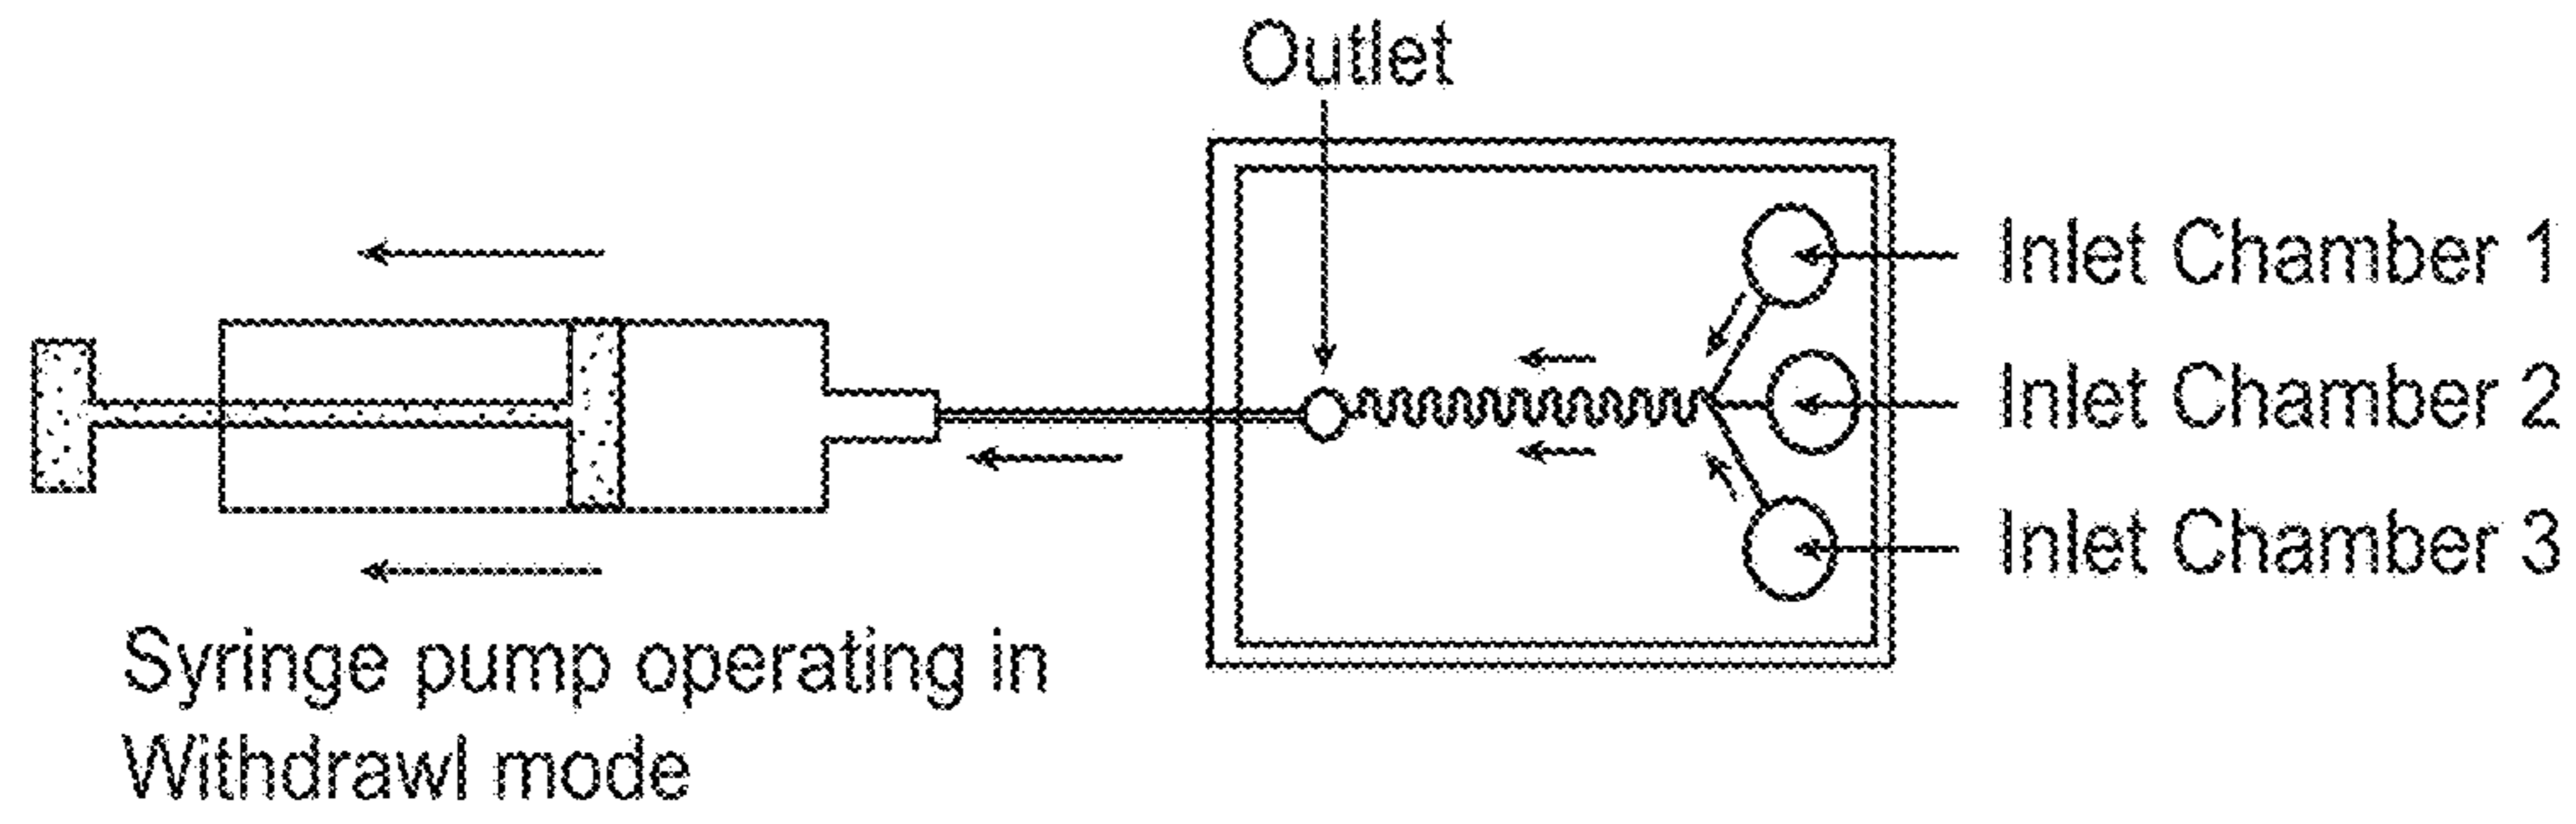 Outlet
Inlet Chamber 1
Inlet Chamber 2
Inlet Chamber 3
Syringe pump operating in
Withdrawl mode